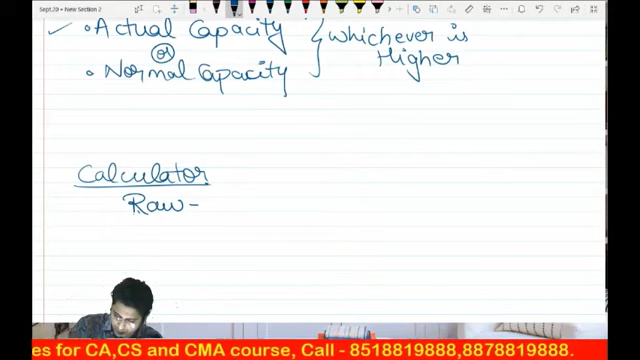 Sept.20 » New Section 2
✓ • Actual Capacity
or
• Normal Capacity
whichever is
Higher
Calculator
Raw -
es for CA,CS and CMA course, Call - 8518819888,8878819888.